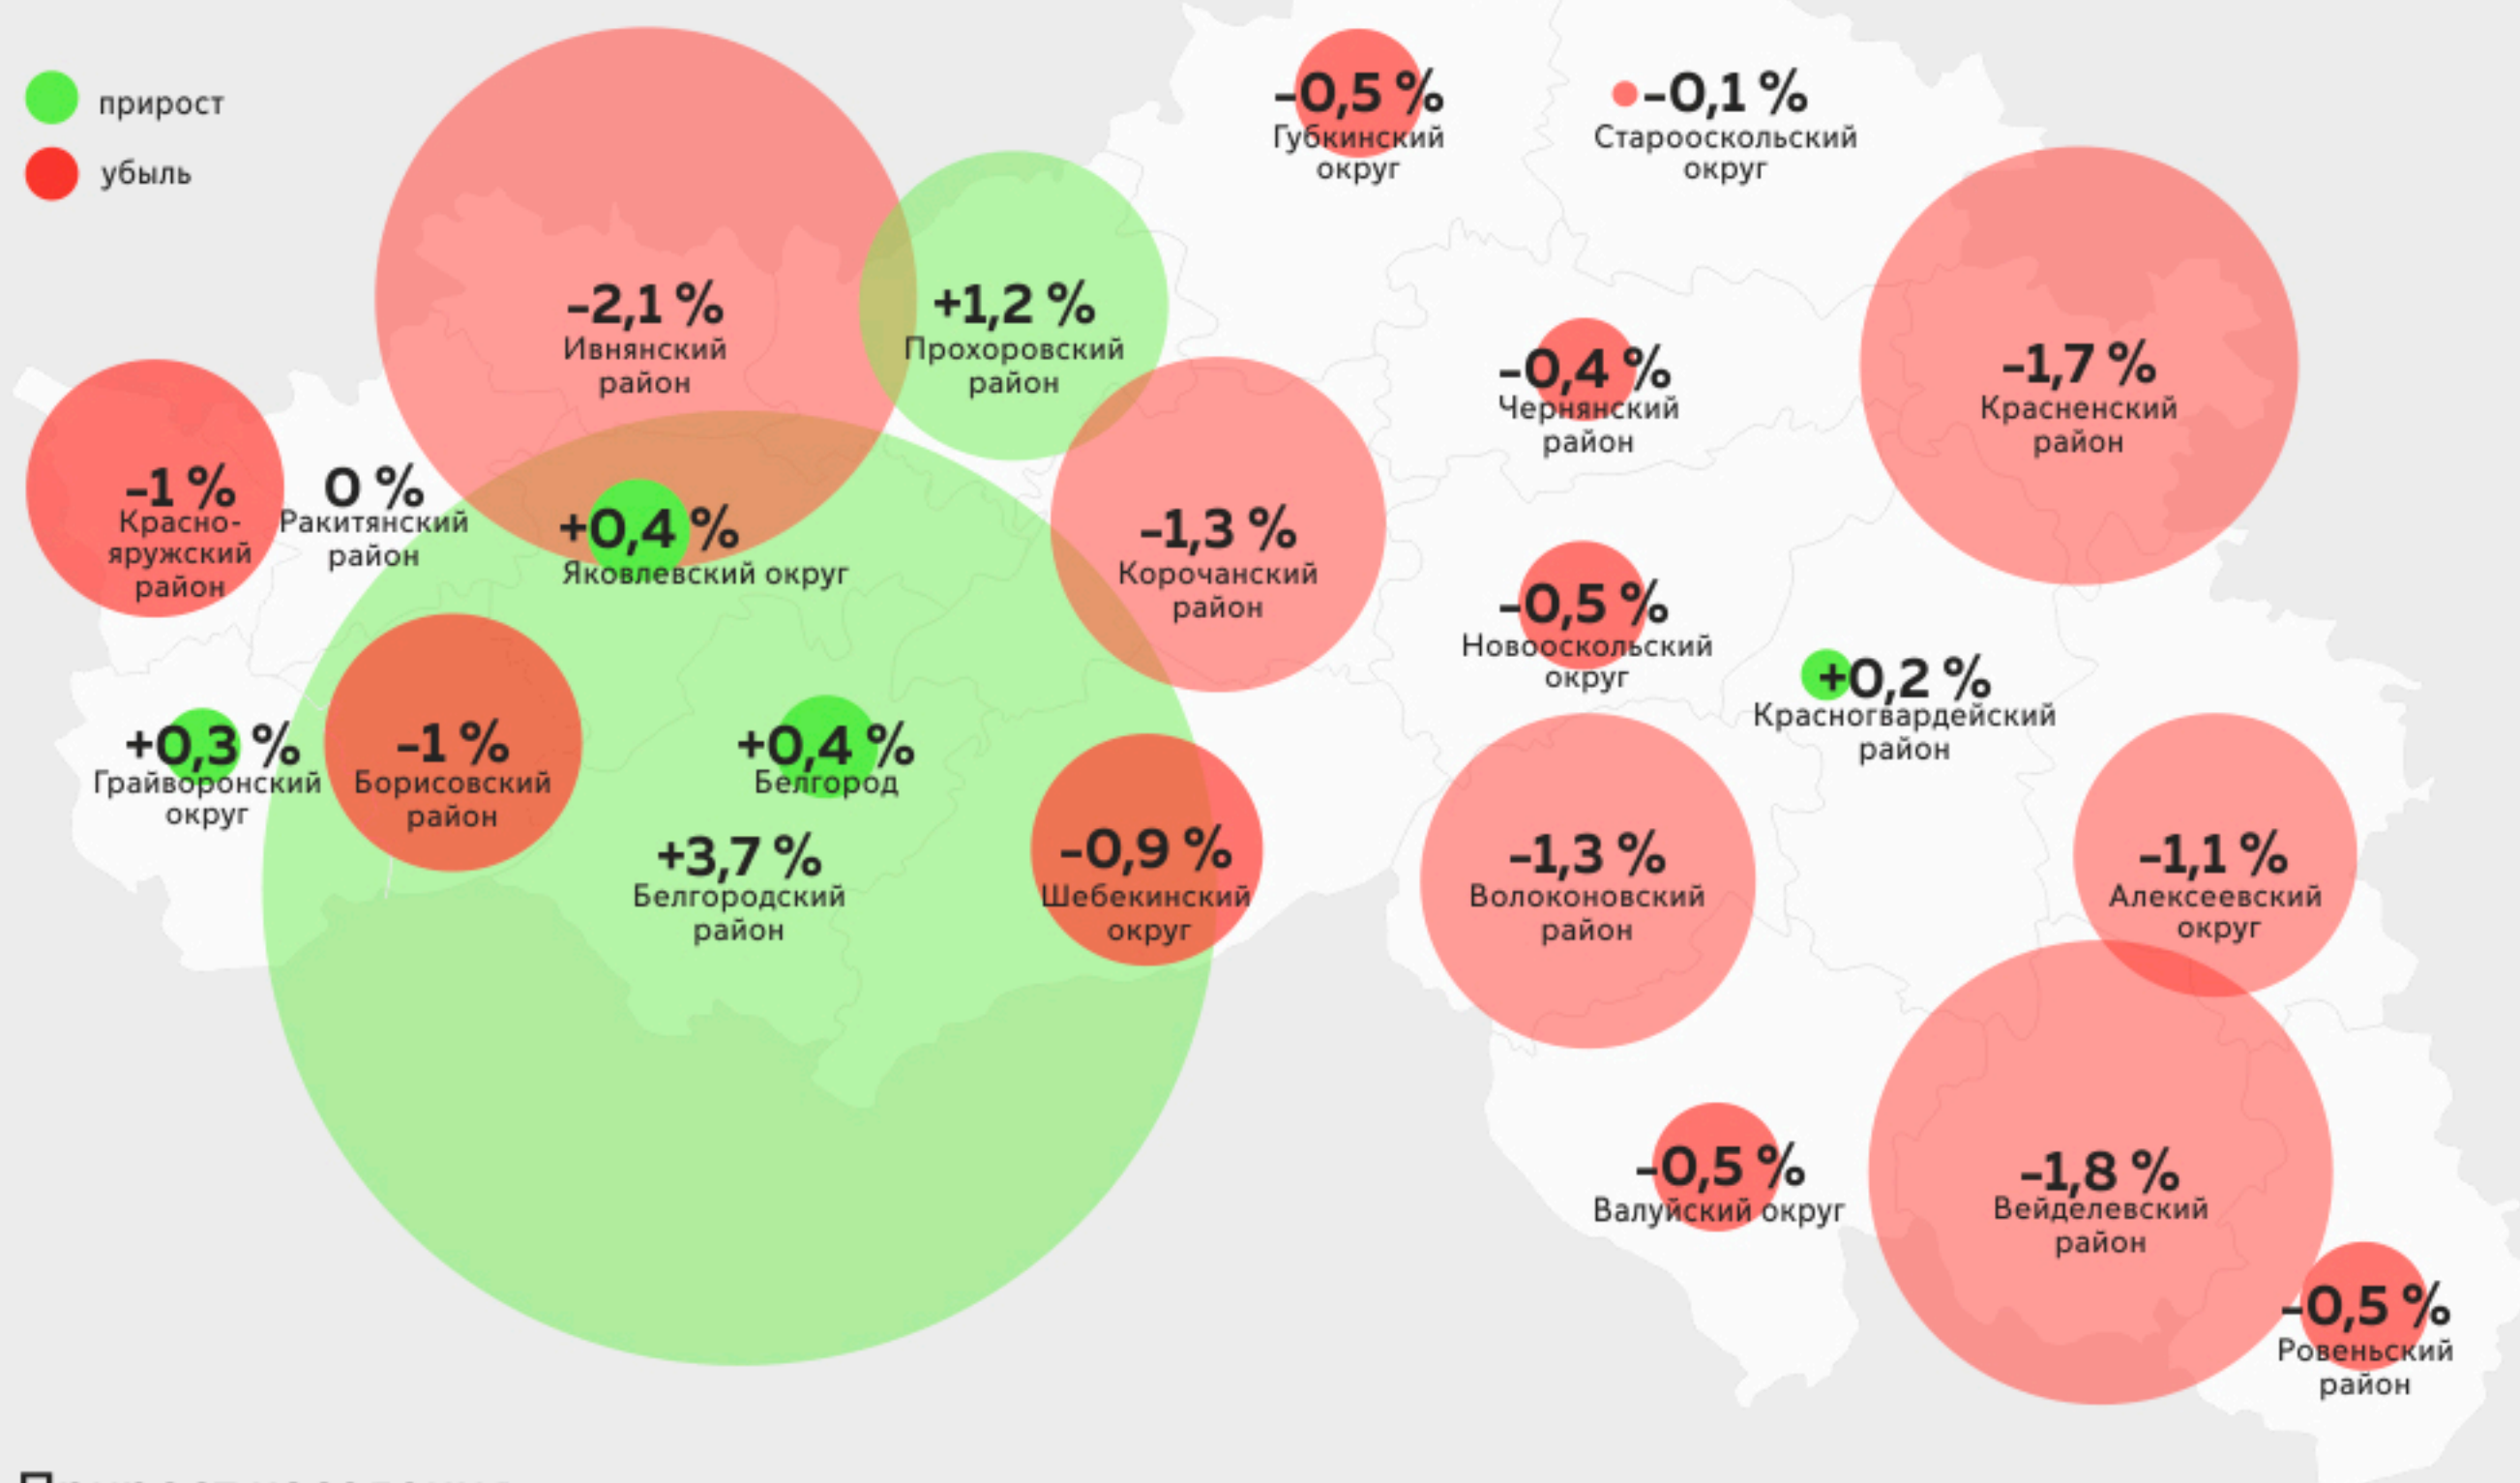 прирост
убыль
-0,5 %
Губкинский
округ
-0,1 %
Старооскольский
округ
-2,1 %
Ивнянский
район
+1,2 %
Прохоровский
район
-0,4 %
Чернянский
район
-1,7 %
Красненский
район
-1 %
Красно-
яружский
район
0 %
Ракитянский
район
+0,4 %
Яковлевский округ
-1,3 %
Корочанский
район
-0,5 %
Новооскольский
округ
+0,2 %
Красногвардейский
район
+0,3 %
Грайворонский
округ
-1 %
Борисовский
район
+0,4 %
Белгород
+3,7 %
Белгородский
район
-0,9 %
Шебекинский
округ
-1,3 %
Волоконовский
район
-1,1 %
Алексеевский
округ
-0,5 %
Валуйский округ
-1,8 %
Вейделевский
район
-0,5 %
Ровеньский
район